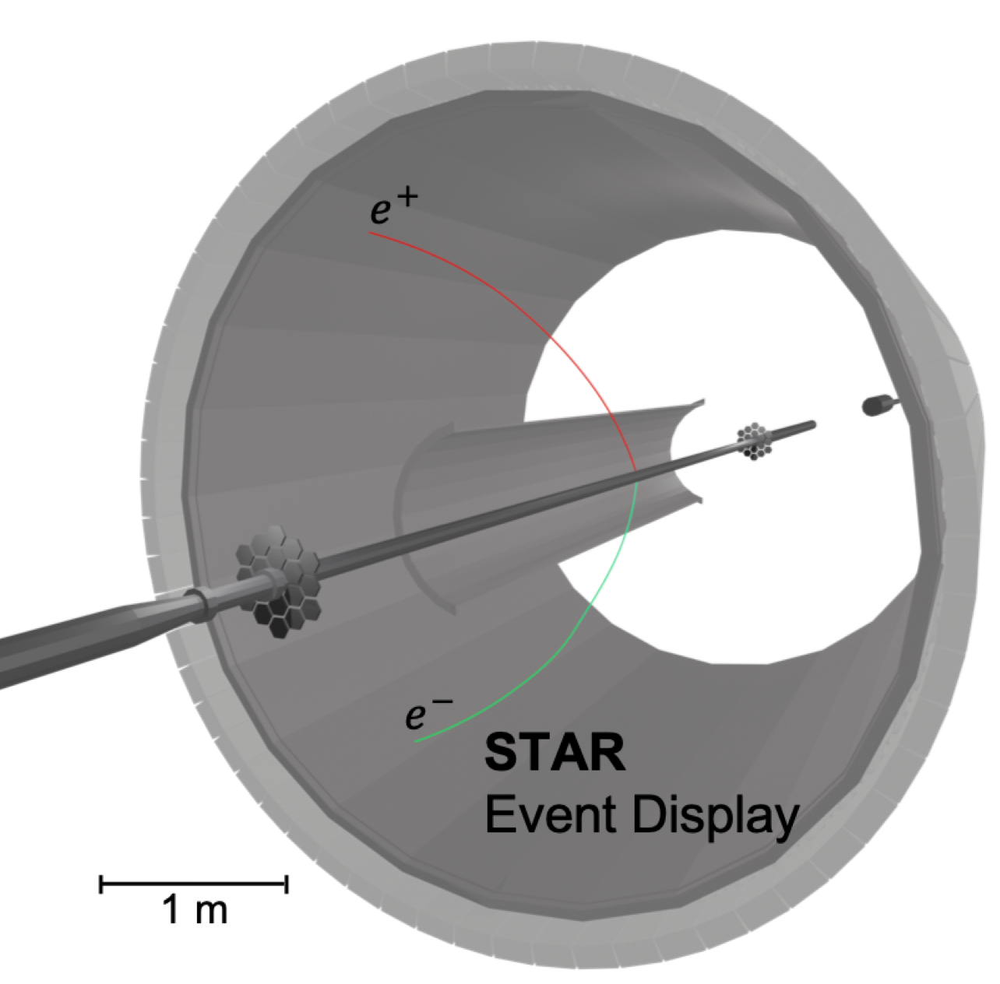 e⁺
e⁻
STAR
Event Display
1 m